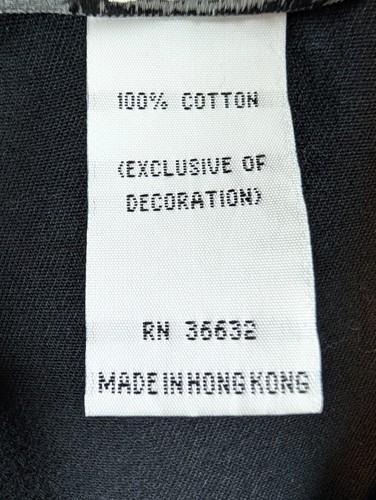 100% COTTON
(EXCLUSIVE OF
DECORATION)
RN 36632
MADE IN HONG KONG